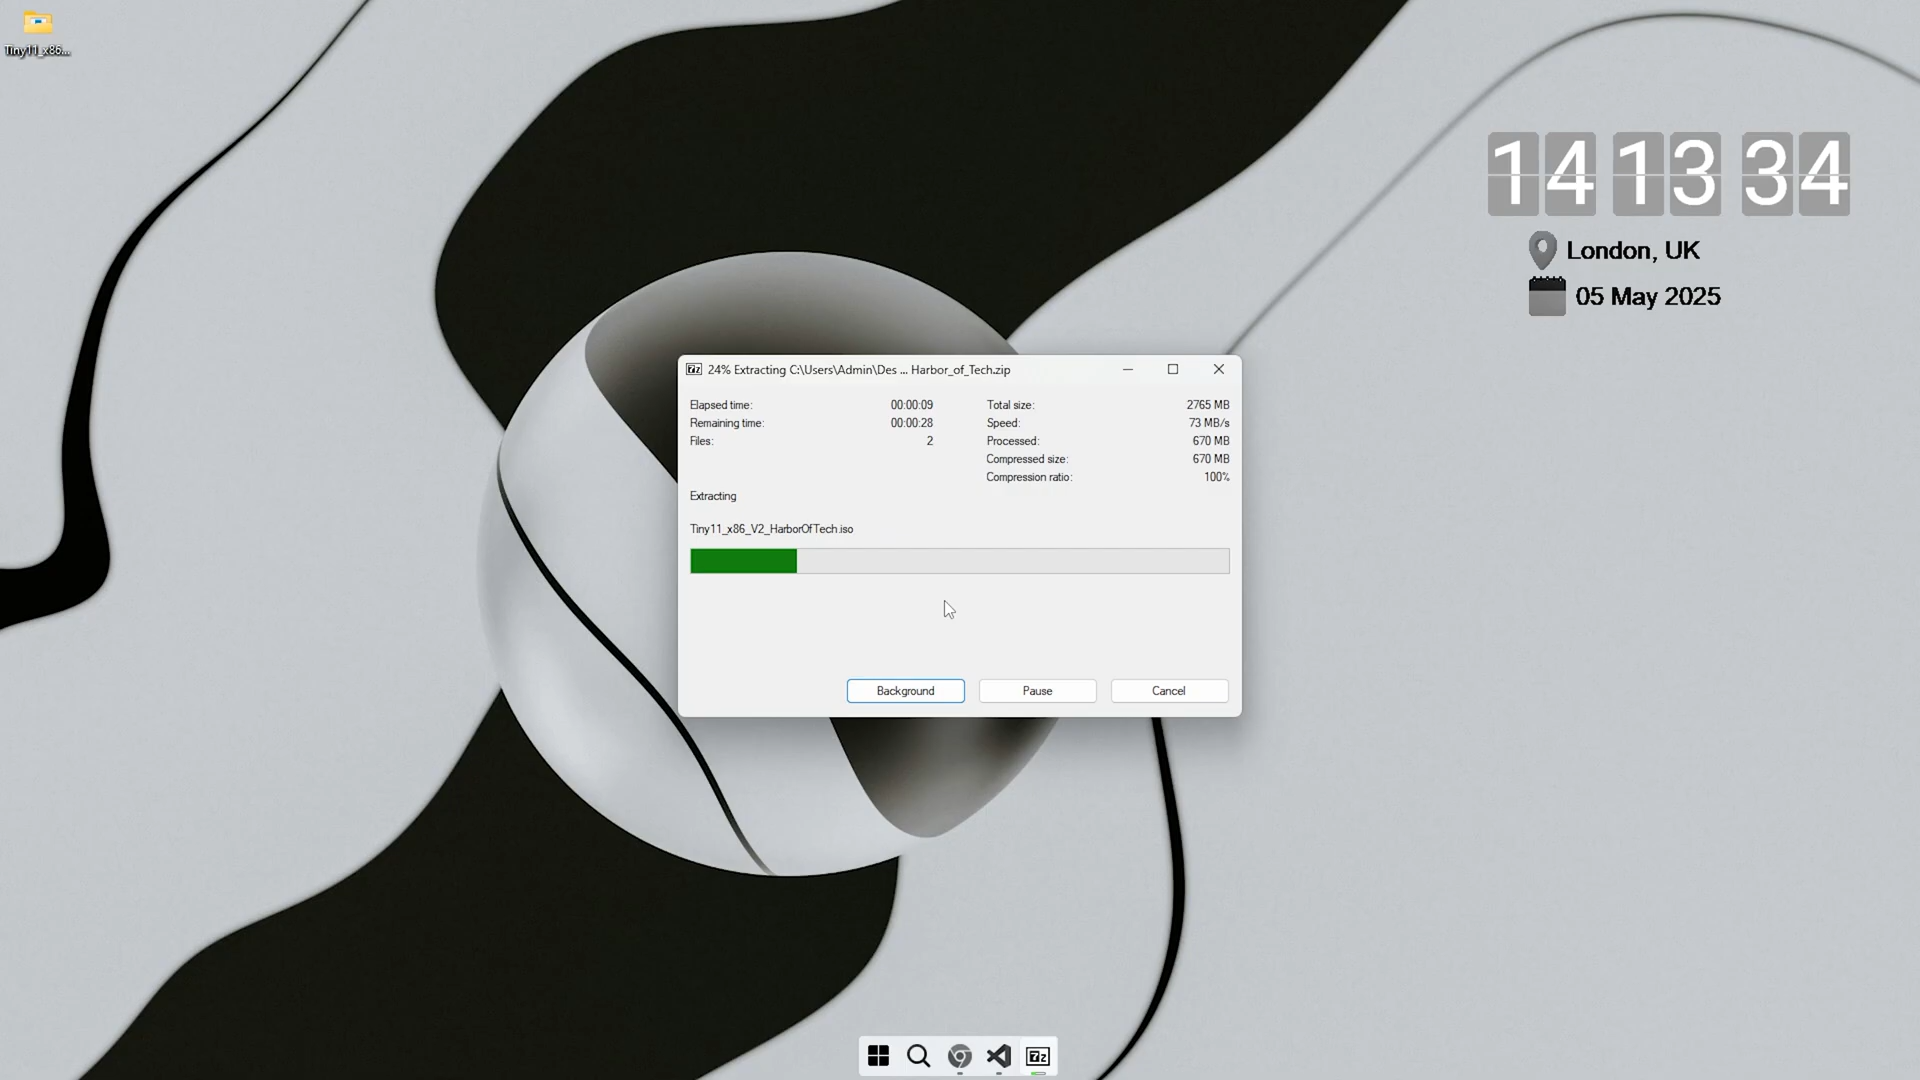 Tiny11_x86...
14 13 34
London, UK
05 May 2025
24% Extracting C:\Users\Admin\Des ... Harbor_of_Tech.zip
Elapsed time: 00:00:09
Remaining time: 00:00:28
Files: 2
Total size: 2765 MB
Speed: 73 MB/s
Processed: 670 MB
Compressed size: 670 MB
Compression ratio: 100%
Extracting
Tiny11_x86_V2_HarborOfTech.iso
Background
Pause
Cancel
7z